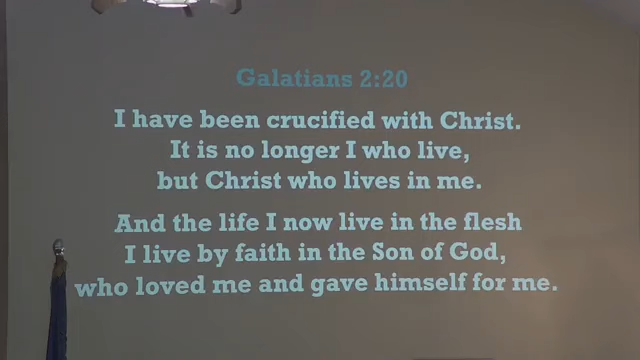 Galatians 2:20
I have been crucified with Christ.
It is no longer I who live,
but Christ who lives in me.
And the life I now live in the flesh
I live by faith in the Son of God,
who loved me and gave himself for me.